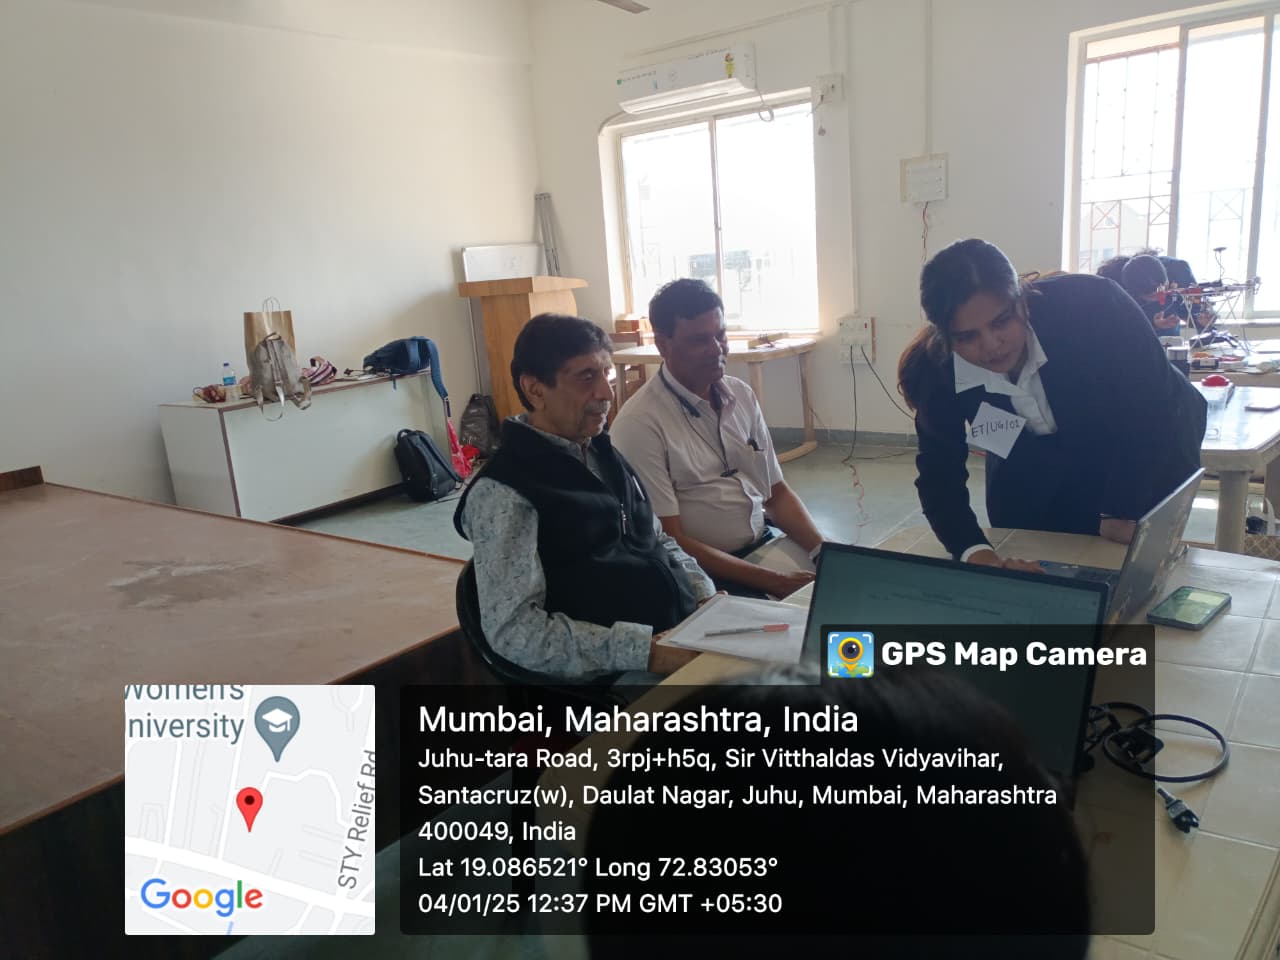 ET/UG/02
GPS Map Camera
Women's
niversity
STY Relief Rd
Google
Mumbai, Maharashtra, India
Juhu-tara Road, 3rpj+h5q, Sir Vitthaldas Vidyavihar,
Santacruz(w), Daulat Nagar, Juhu, Mumbai, Maharashtra
400049, India
Lat 19.086521° Long 72.83053°
04/01/25 12:37 PM GMT +05:30